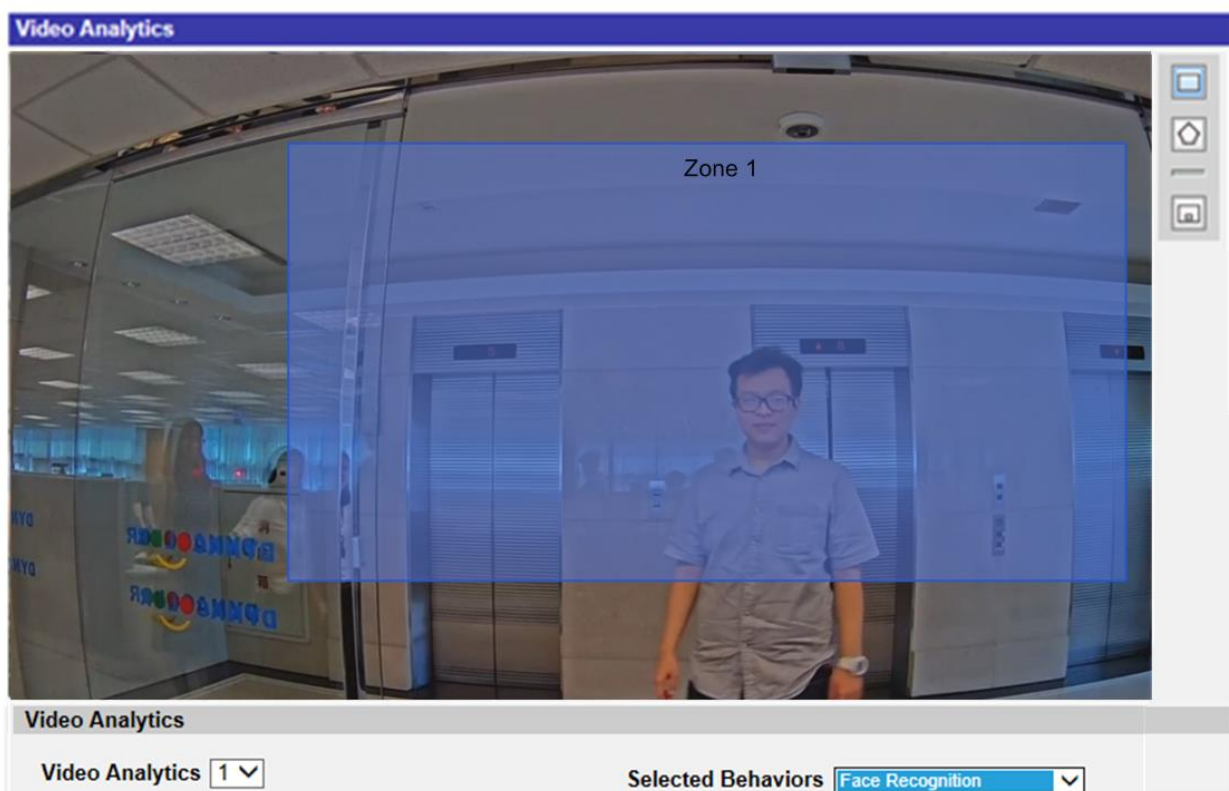 Video Analytics
Zone 1
Video Analytics
Video Analytics 1
Selected Behaviors Face Recognition